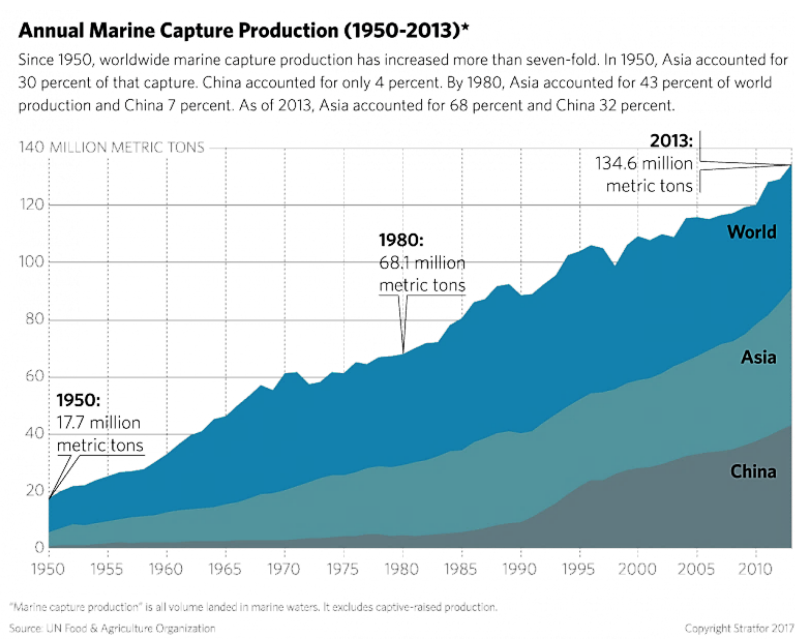 Annual Marine Capture Production (1950-2013)*
Since 1950, worldwide marine capture production has increased more than seven-fold. In 1950, Asia accounted for
30 percent of that capture. China accounted for only 4 percent. By 1980, Asia accounted for 43 percent of world
production and China 7 percent. As of 2013, Asia accounted for 68 percent and China 32 percent.
140 MILLION METRIC TONS
2013:
134.6 million
metric tons
120
World
1980:
68.1 million
metric tons
100
80
Asia
60
1950:
17.7 million
metric tons
40
China
20
0
1950 1955 1960 1965 1970 1975 1980 1985 1990 1995 2000 2005 2010
"Marine capture production" is all volume landed in marine waters. It excludes captive-raised production.
Source: UN Food & Agriculture Organization
Copyright Stratfor 2017